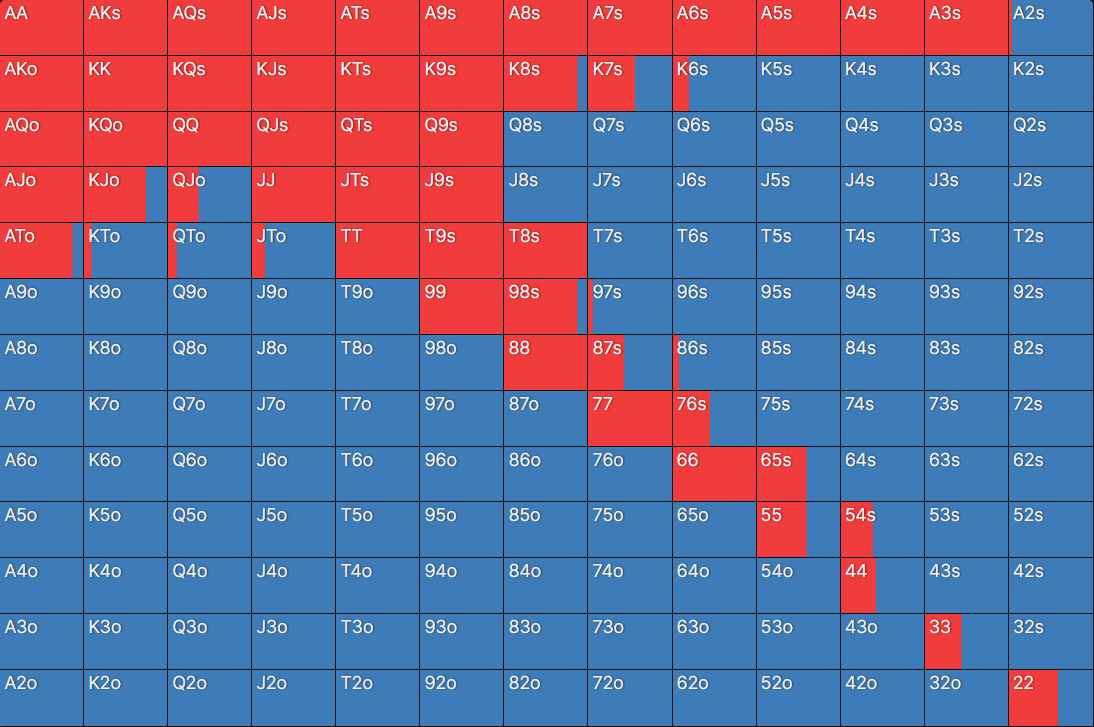 AA AKs AQs AJs ATs A9s A8s A7s A6s A5s A4s A3s A2s
AKo KK KQs KJs KTs K9s K8s K7s K6s K5s K4s K3s K2s
AQo KQo QQ QJs QTs Q9s Q8s Q7s Q6s Q5s Q4s Q3s Q2s
AJo KJo QJo JJ JTs J9s J8s J7s J6s J5s J4s J3s J2s
ATo KTo QTo JTo TT T9s T8s T7s T6s T5s T4s T3s T2s
A9o K9o Q9o J9o T9o 99 98s 97s 96s 95s 94s 93s 92s
A8o K8o Q8o J8o T8o 98o 88 87s 86s 85s 84s 83s 82s
A7o K7o Q7o J7o T7o 97o 87o 77 76s 75s 74s 73s 72s
A6o K6o Q6o J6o T6o 96o 86o 76o 66 65s 64s 63s 62s
A5o K5o Q5o J5o T5o 95o 85o 75o 65o 55 54s 53s 52s
A4o K4o Q4o J4o T4o 94o 84o 74o 64o 54o 44 43s 42s
A3o K3o Q3o J3o T3o 93o 83o 73o 63o 53o 43o 33 32s
A2o K2o Q2o J2o T2o 92o 82o 72o 62o 52o 42o 32o 22